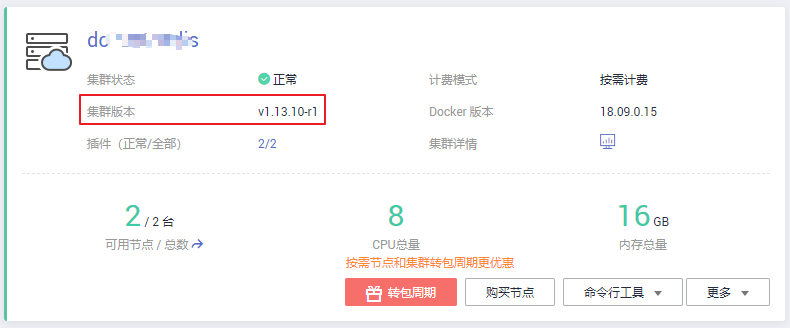 集群状态 正常 计费模式 按需计费
集群版本 v1.13.10-r1 Docker 版本 18.09.0.15
插件（正常/全部） 2/2 集群详情
2 / 2 台 8 16 GB
可用节点 / 总数 CPU总量 内存总量
按需节点和集群转包周期更优惠
转包周期 购买节点 命令行工具 更多